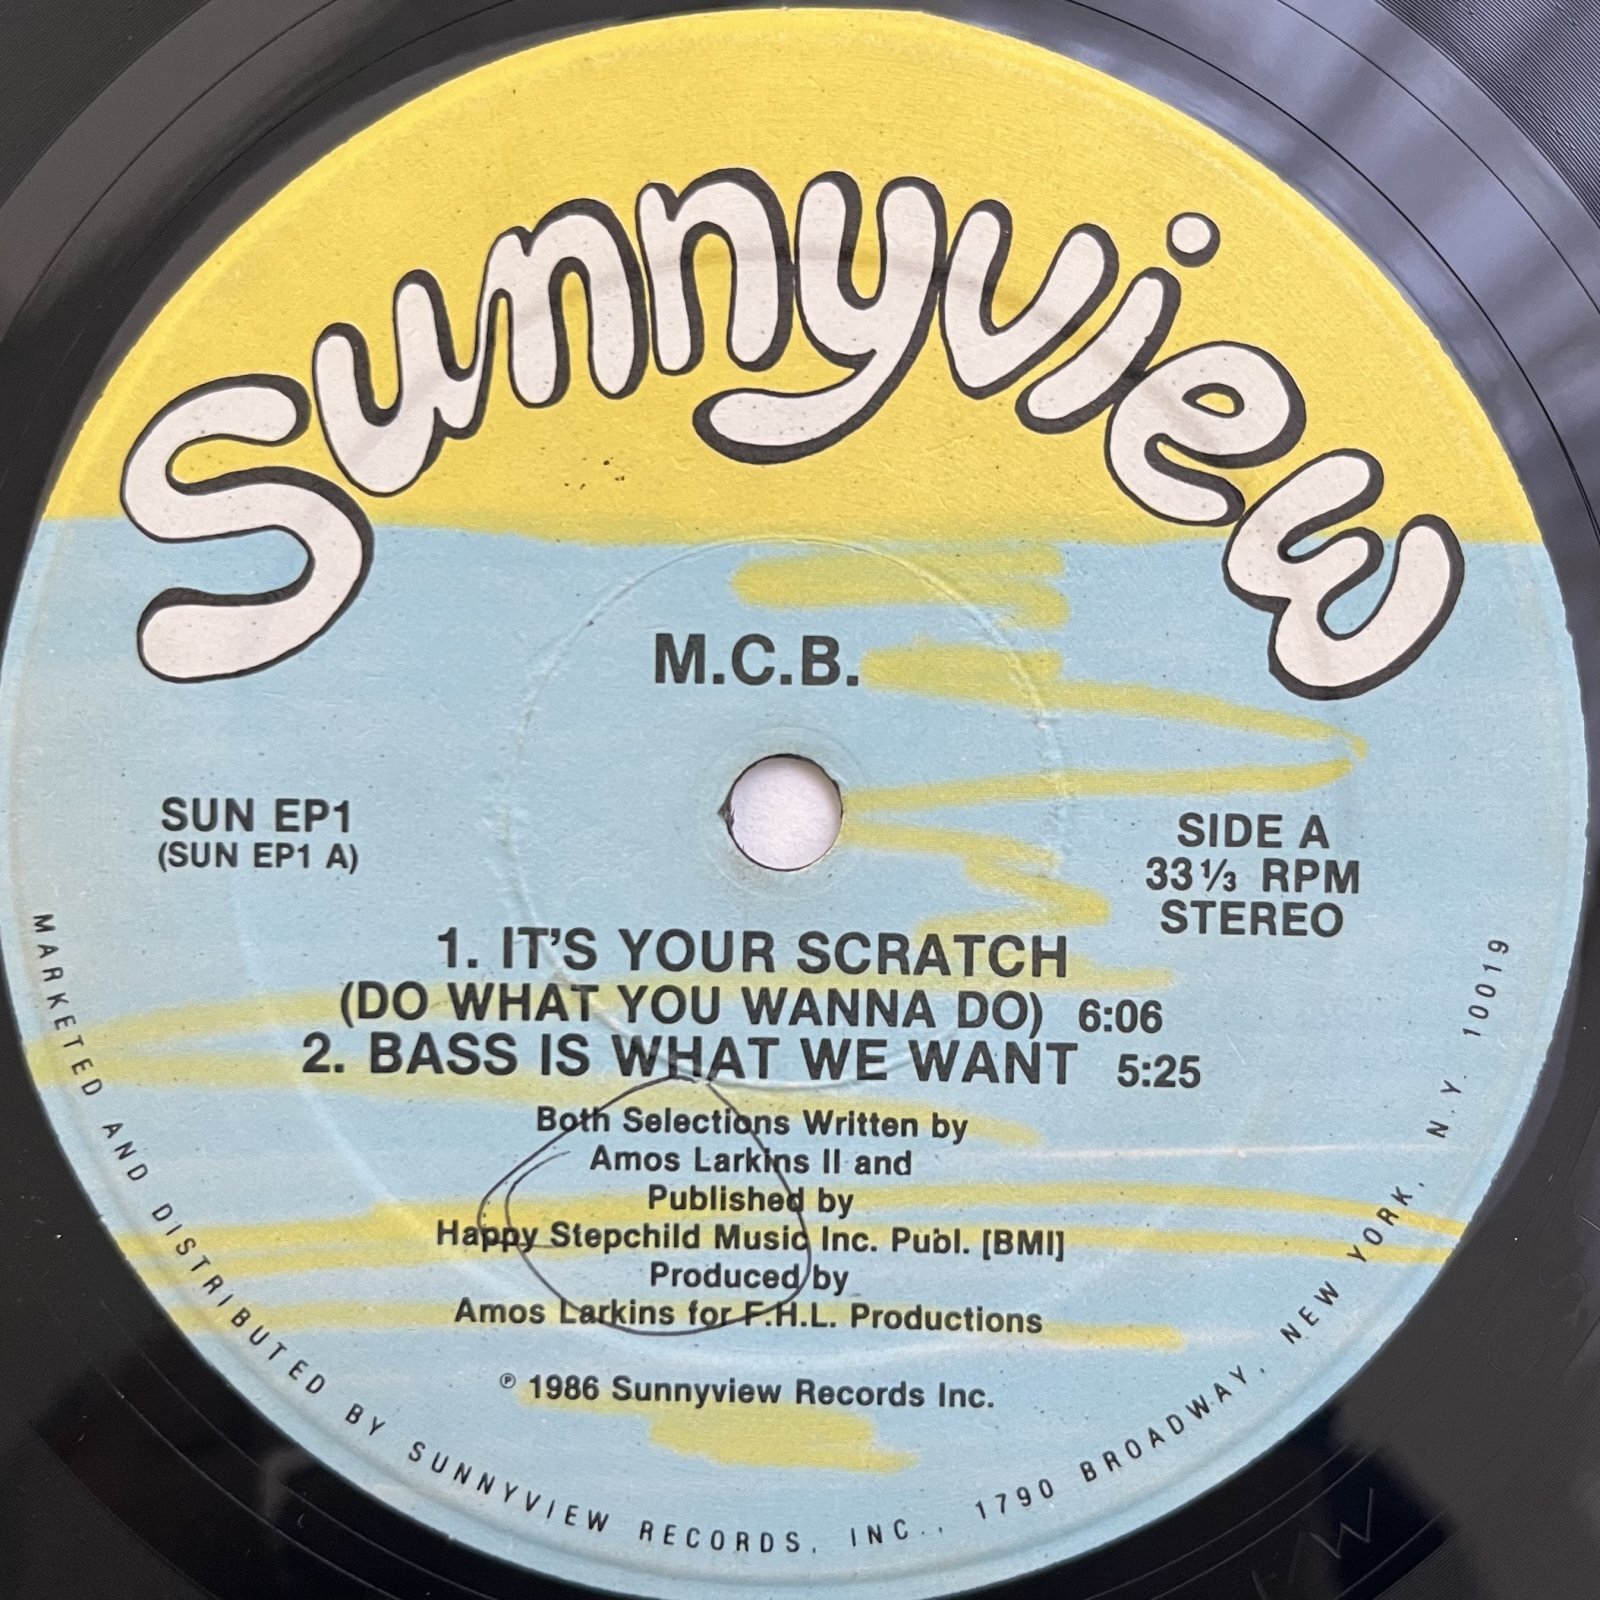 Sunnyview
M.C.B.
SUN EP1
(SUN EP1 A)
SIDE A
33 1/3 RPM
STEREO
1. IT'S YOUR SCRATCH
(DO WHAT YOU WANNA DO) 6:06
2. BASS IS WHAT WE WANT 5:25
Both Selections Written by
Amos Larkins II and
Published by
Happy Stepchild Music Inc. Publ. [BMI]
Produced by
Amos Larkins for F.H.L. Productions
℗ 1986 Sunnyview Records Inc.
MARKETED AND DISTRIBUTED BY SUNNYVIEW RECORDS, INC., 1790 BROADWAY, NEW YORK, N.Y. 10019